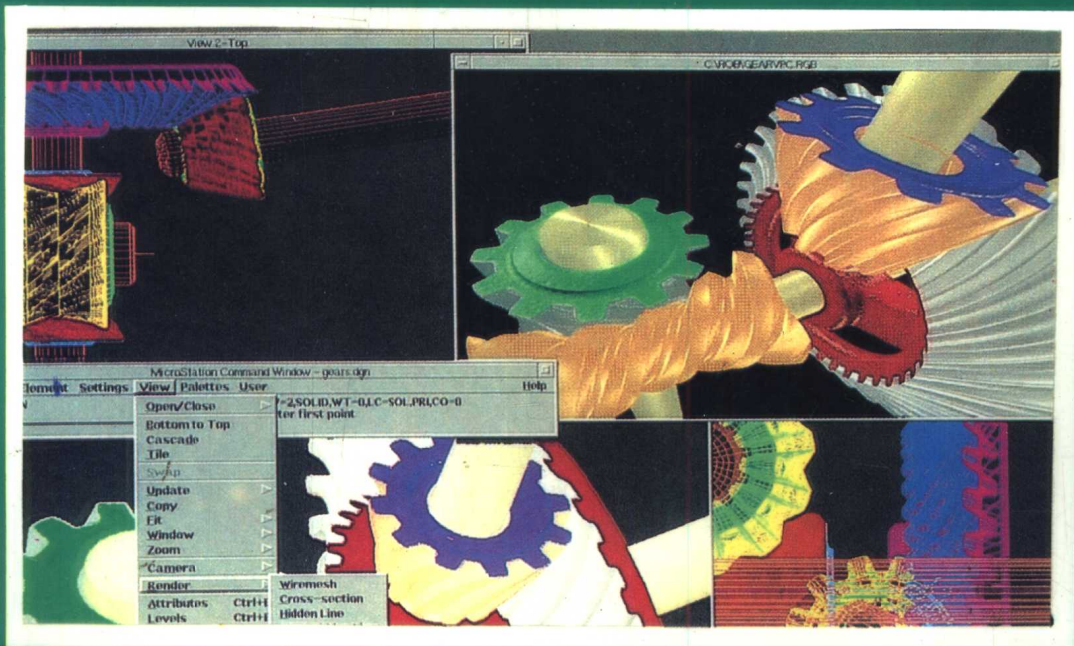 View 2-Top
C:\ROB\GEARVPC.RGB
MicroStation Command Window - gears.dgn
Element Settings View Palettes User Help
=2,SOLID,WT=0,LC=SOL,PRI,CO=0
ter first point
Open/Close
Bottom to Top
Cascade
Tile
Swap
Update
Copy
Fit
Window
Zoom
Camera
Render
Attributes Ctrl+I
Levels Ctrl+I
Wiremesh
Cross-section
Hidden Line